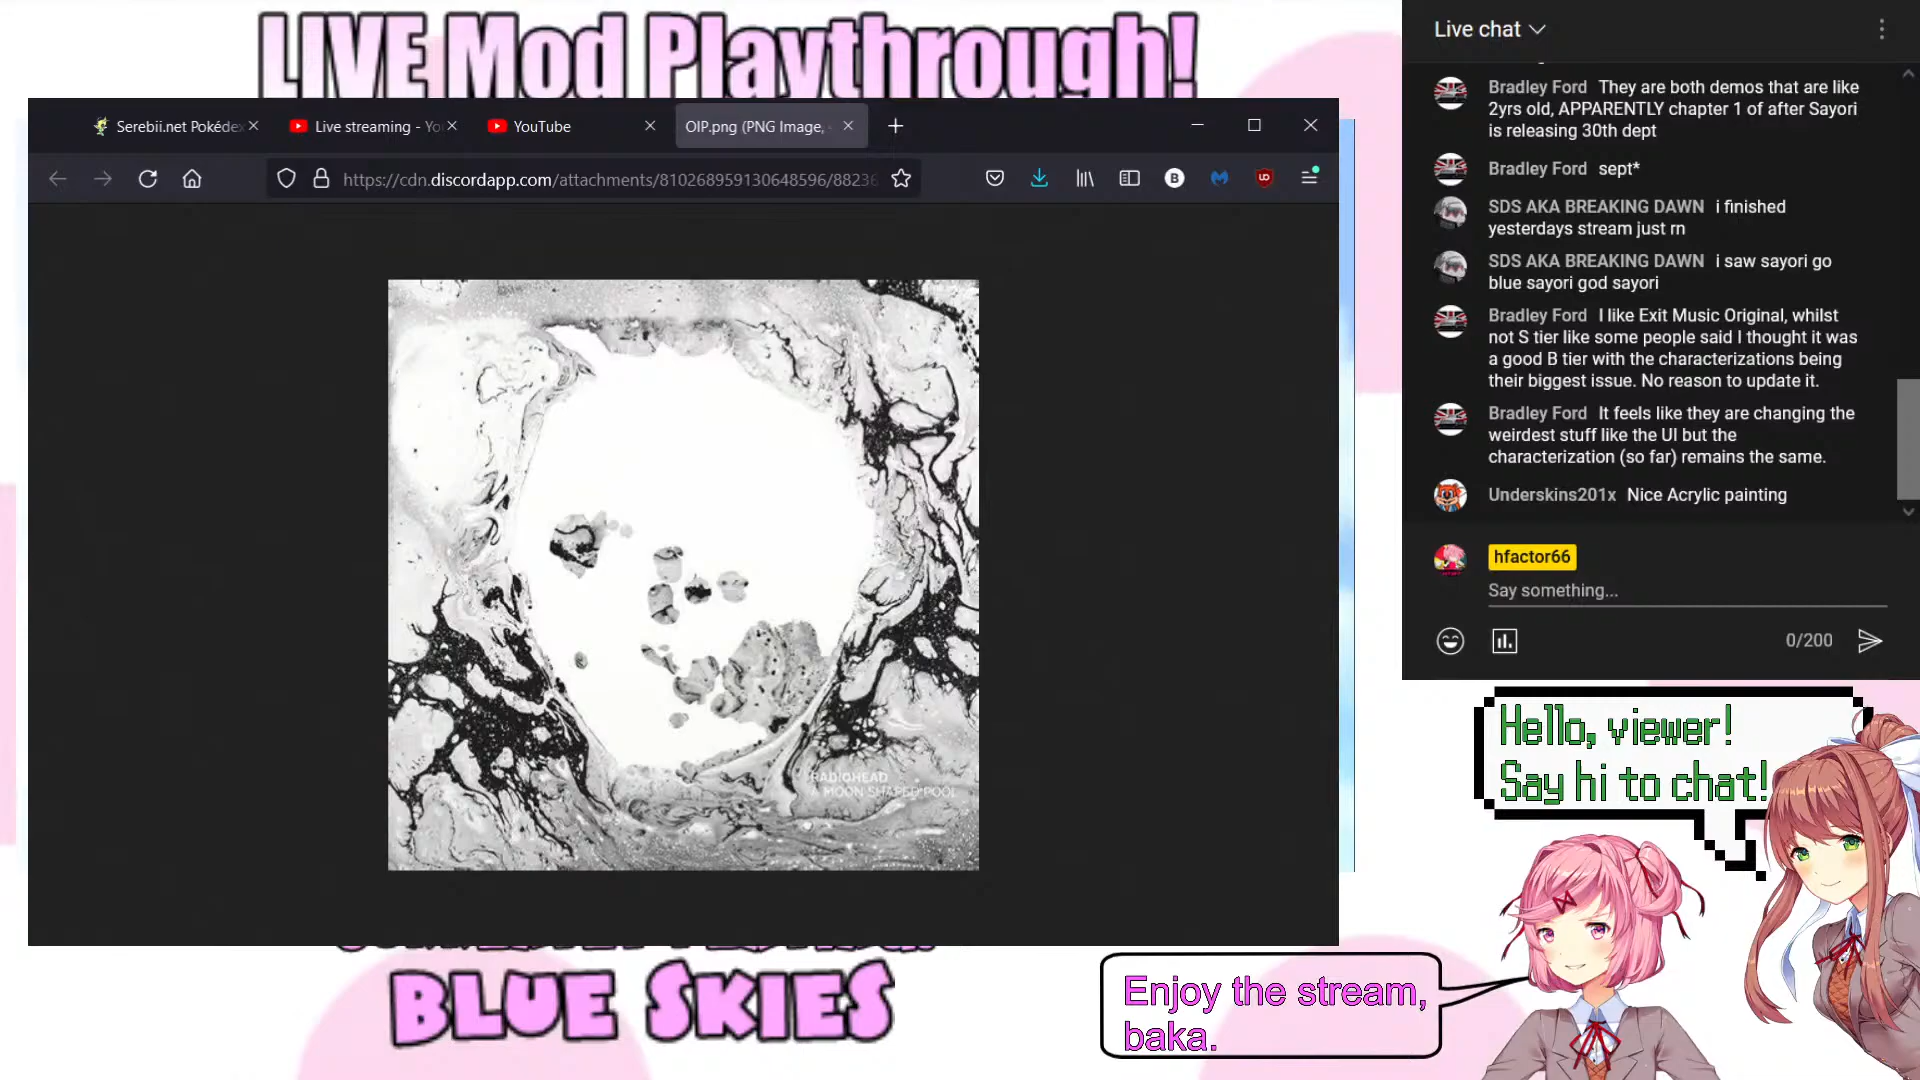 LIVE Mod Playthrough!
Serebii.net Pokédex
Live streaming - Yo
YouTube
OIP.png (PNG Image,
https://cdn.discordapp.com/attachments/810268959130648596/88236
RADIOHEAD
A MOON SHAPED POOL
BLUE SKIES
Live chat
Bradley Ford They are both demos that are like
2yrs old, APPARENTLY chapter 1 of after Sayori
is releasing 30th dept
Bradley Ford sept*
SDS AKA BREAKING DAWN i finished
yesterdays stream just rn
SDS AKA BREAKING DAWN i saw sayori go
blue sayori god sayori
Bradley Ford I like Exit Music Original, whilst
not S tier like some people said I thought it was
a good B tier with the characterizations being
their biggest issue. No reason to update it.
Bradley Ford It feels like they are changing the
weirdest stuff like the UI but the
characterization (so far) remains the same.
Underskins201x Nice Acrylic painting
hfactor66
Say something...
0/200
Hello, viewer!
Say hi to chat!
Enjoy the stream,
baka.